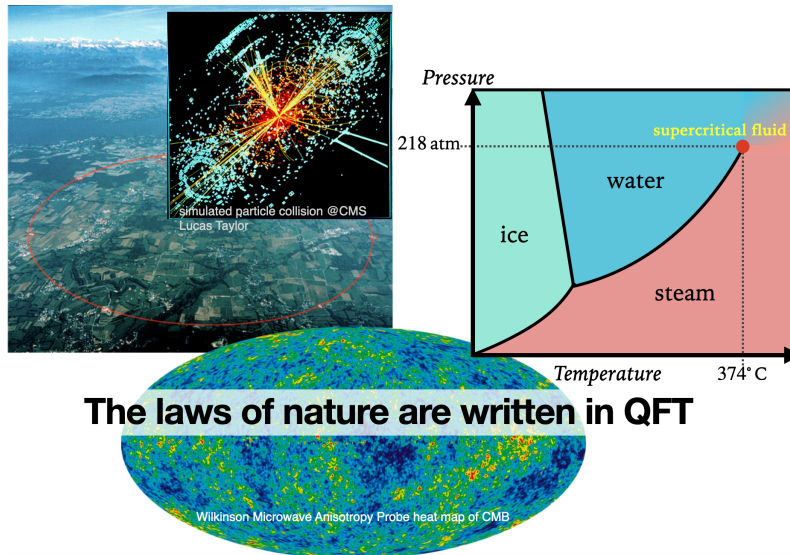 simulated particle collision @CMS
Lucas Taylor
Pressure
218 atm
supercritical fluid
water
ice
steam
Temperature
374° C
The laws of nature are written in QFT
Wilkinson Microwave Anisotropy Probe heat map of CMB